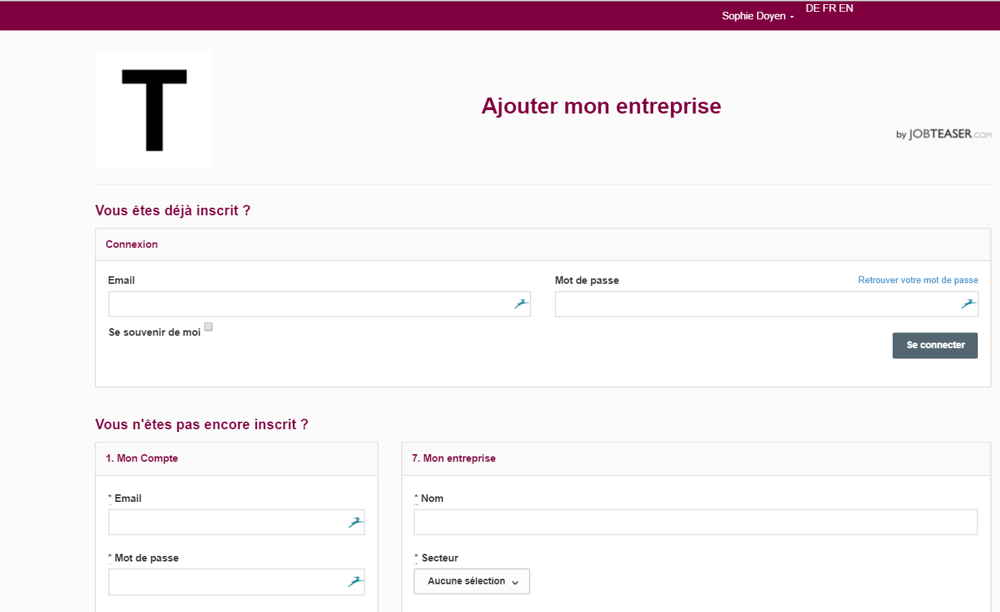 Sophie Doyen
DE FR EN
T
Ajouter mon entreprise
by JOBTEASER.COM
Vous êtes déjà inscrit ?
Connexion
Email
Mot de passe
Retrouver votre mot de passe
Se souvenir de moi
Se connecter
Vous n'êtes pas encore inscrit ?
1. Mon Compte
* Email
* Mot de passe
7. Mon entreprise
* Nom
* Secteur
Aucune sélection